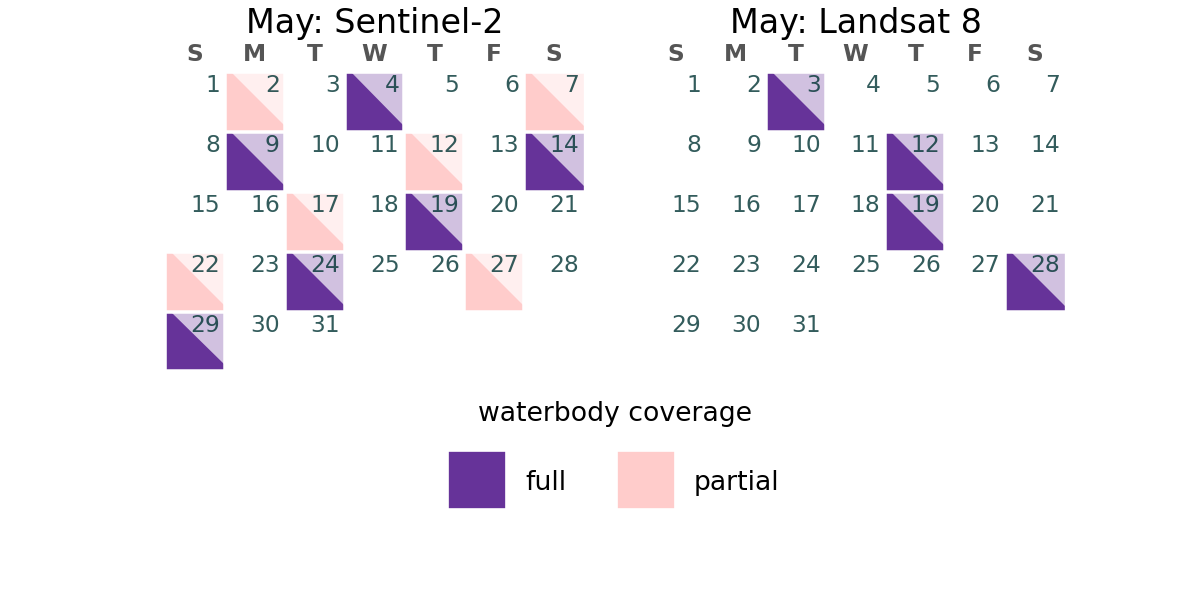 May: Sentinel-2
S M T W T F S
1 2 3 4 5 6 7
8 9 10 11 12 13 14
15 16 17 18 19 20 21
22 23 24 25 26 27 28
29 30 31
May: Landsat 8
S M T W T F S
1 2 3 4 5 6 7
8 9 10 11 12 13 14
15 16 17 18 19 20 21
22 23 24 25 26 27 28
29 30 31
waterbody coverage
full
partial